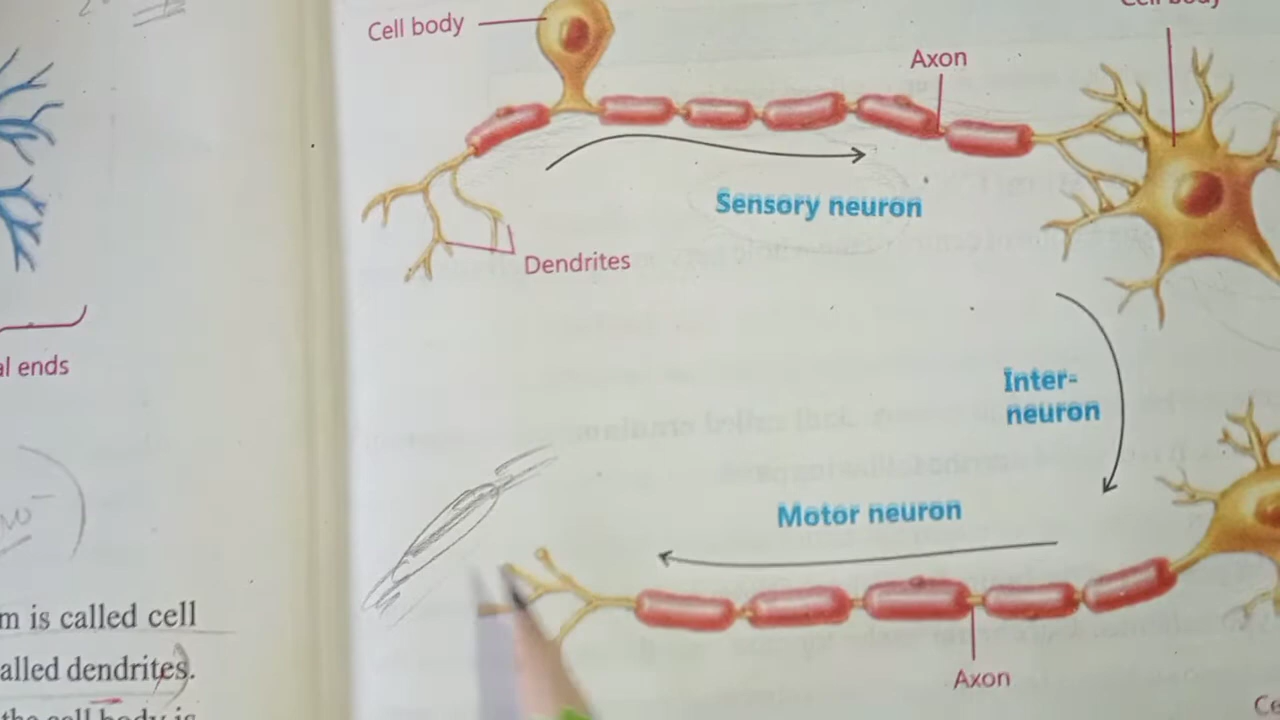 Cell body
Axon
Sensory neuron
Dendrites
al ends
Inter-
neuron
Motor neuron
Axon
m is called cell
alled dendrites.